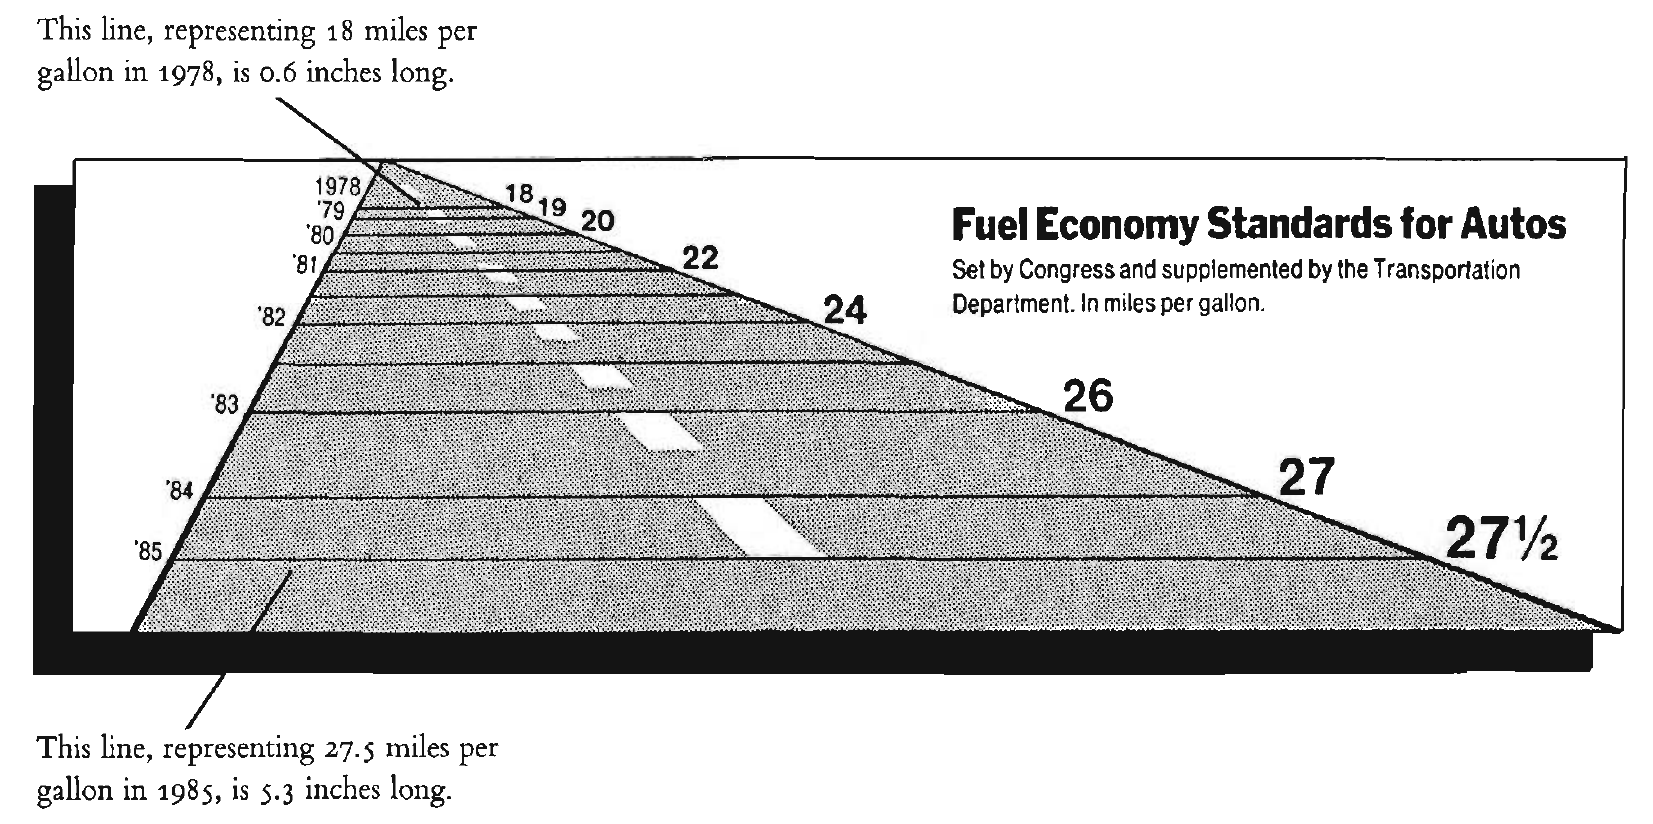 This line, representing 18 miles per
gallon in 1978, is 0.6 inches long.
1978
'79
'80
'81
'82
'83
'84
'85
18
19
20
22
24
26
27
27½
Fuel Economy Standards for Autos
Set by Congress and supplemented by the Transportation
Department. In miles per gallon.
This line, representing 27.5 miles per
gallon in 1985, is 5.3 inches long.